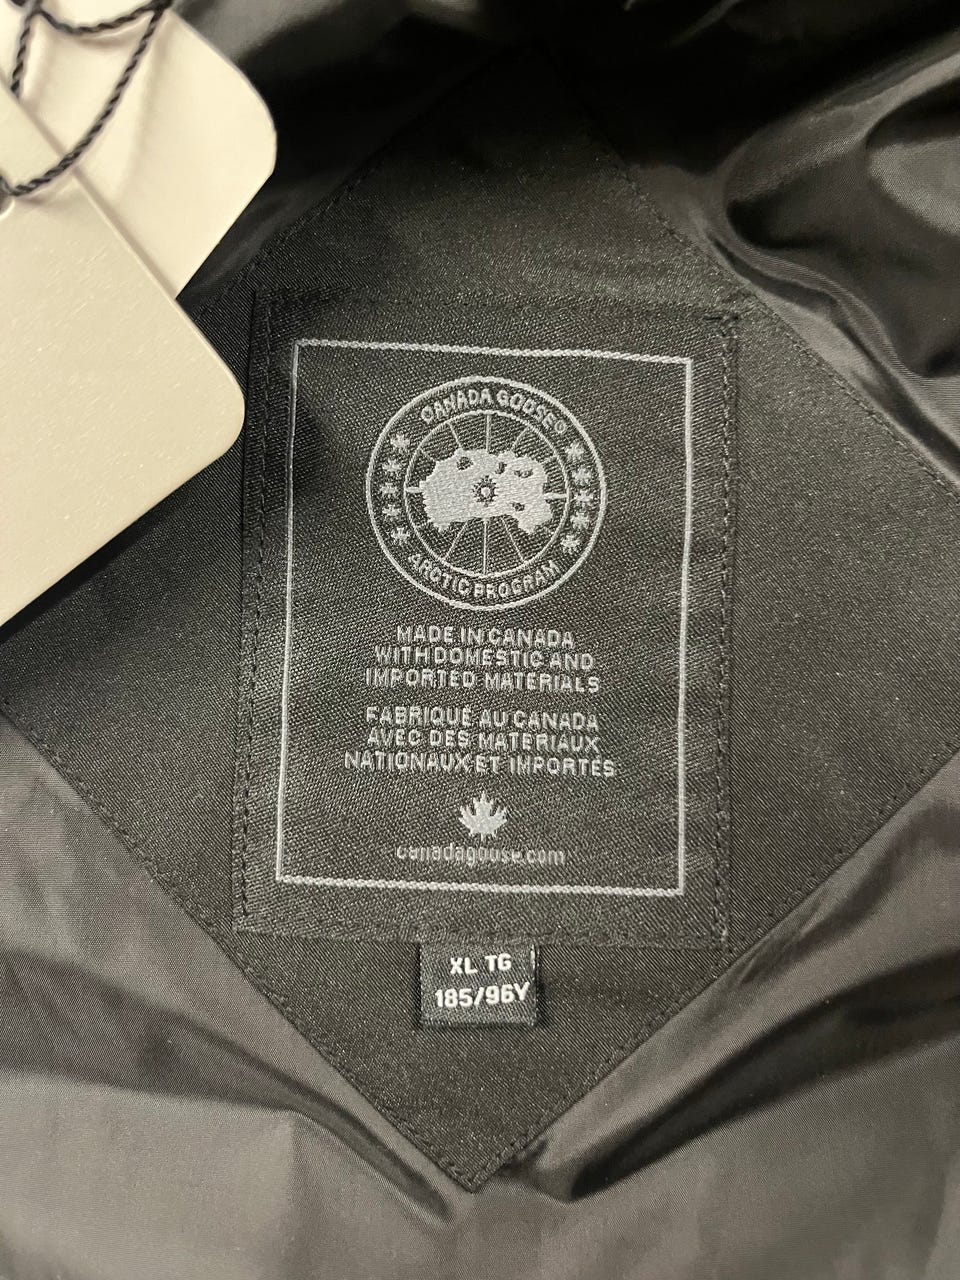 CANADA GOOSE®
ARCTIC PROGRAM
MADE IN CANADA
WITH DOMESTIC AND
IMPORTED MATERIALS
FABRIQUÉ AU CANADA
AVEC DES MATERIAUX
NATIONAUX ET IMPORTES
canadagoose.com
XL TG
185/96Y